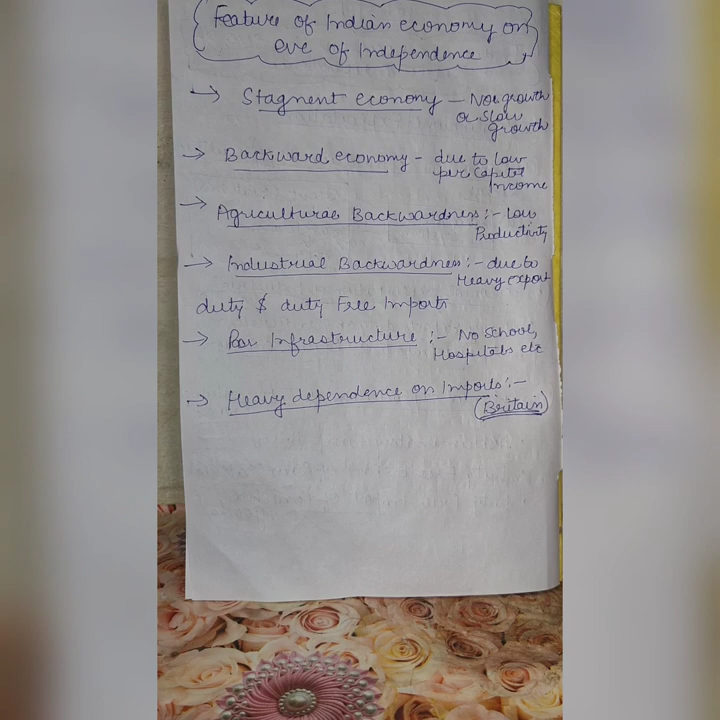 Feature of Indian economy on
eve of Independence
→ Stagnent economy – No growth
or Slow
growth
→ Backward economy – due to low
per Capital
Income
→ Agricultural Backwardness :- Low
Productivity
→ Industrial Backwardness :- due to
Heavy export
duty $ duty Free Imports
→ Poor Infrastructure :- No School,
Hospitals etc
→ Heavy dependence on Imports :-
(Britain)